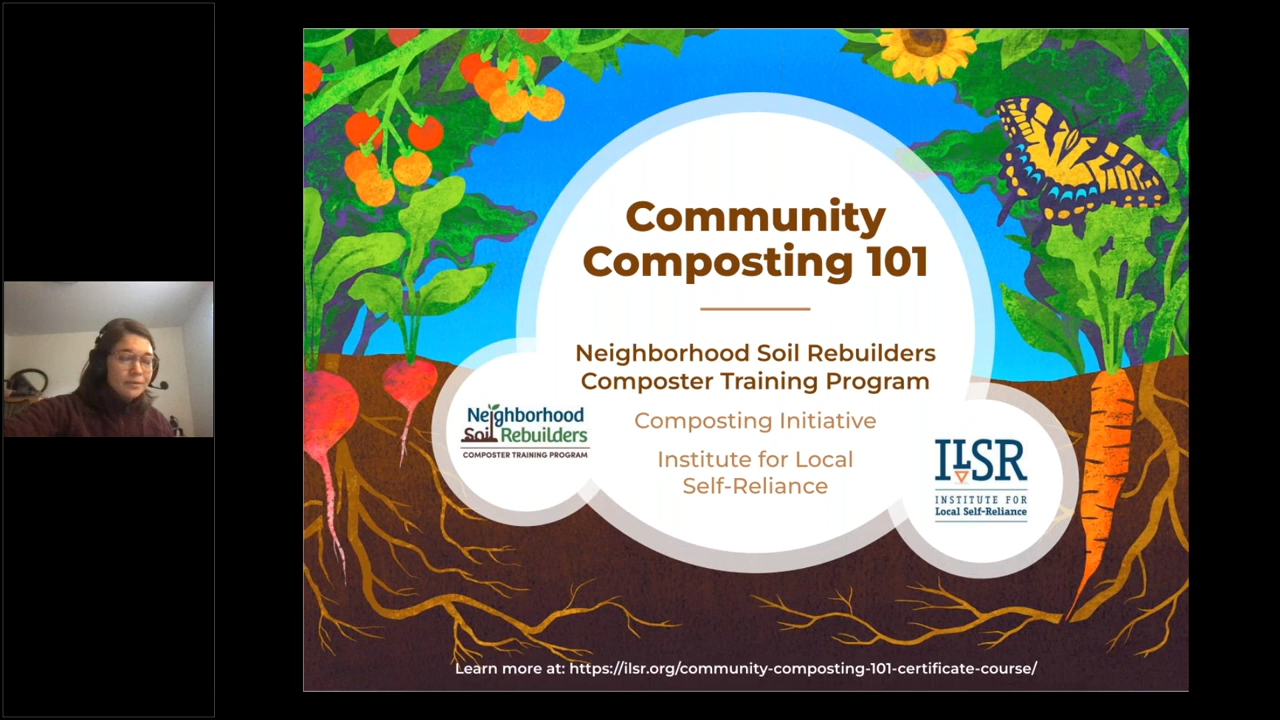 Community
Composting 101
Neighborhood Soil Rebuilders
Composter Training Program
Composting Initiative
Institute for Local
Self-Reliance
Neighborhood
Soil Rebuilders
COMPOSTER TRAINING PROGRAM
ILSR
INSTITUTE FOR
Local Self-Reliance
Learn more at: https://ilsr.org/community-composting-101-certificate-course/